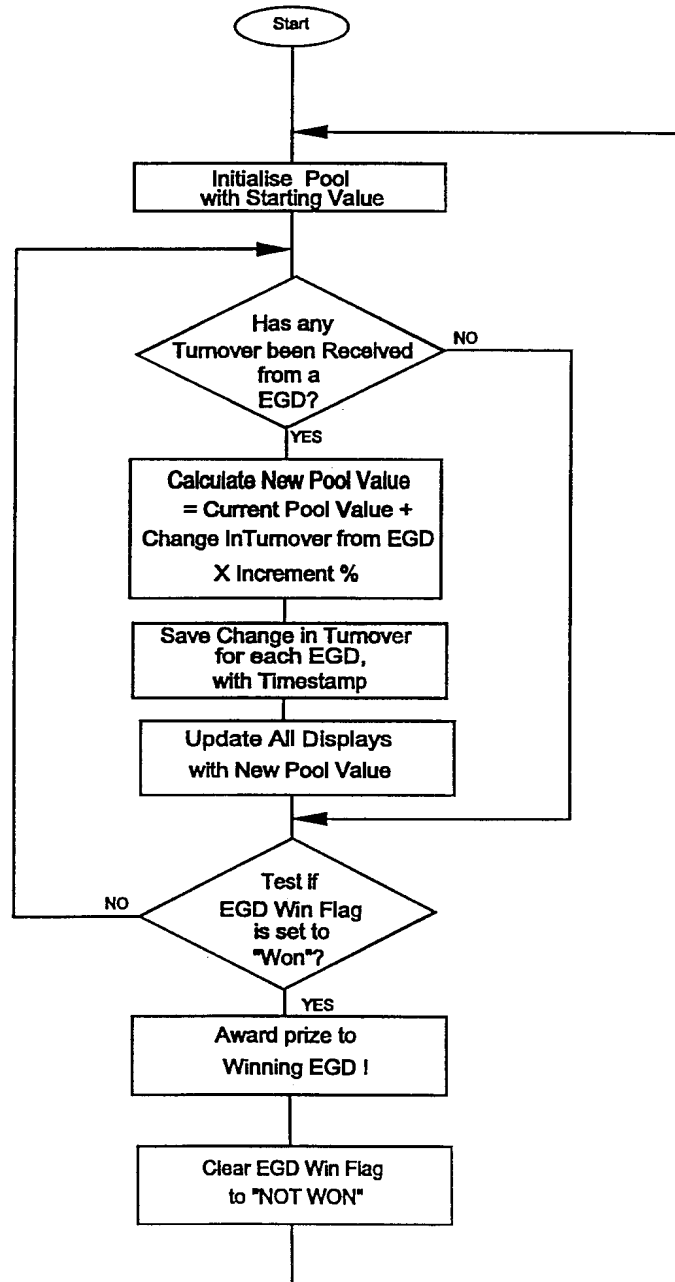 Start
Initialise Pool
with Starting Value
Has any
Turnover been Received
from a
EGD?
NO
YES
Calculate New Pool Value
= Current Pool Value +
Change InTurnover from EGD
X Increment %
Save Change in Turnover
for each EGD,
with Timestamp
Update All Displays
with New Pool Value
Test if
EGD Win Flag
is set to
"Won"?
NO
YES
Award prize to
Winning EGD !
Clear EGD Win Flag
to "NOT WON"